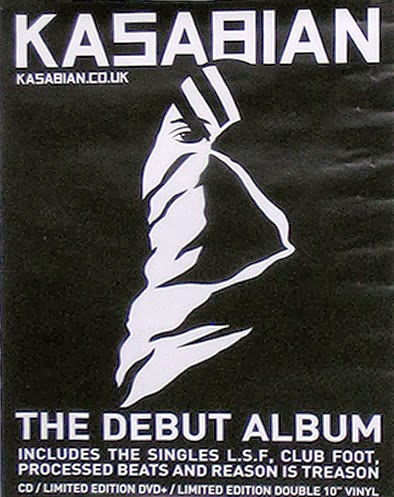 KASABIAN
KASABIAN.CO.UK
THE DEBUT ALBUM
INCLUDES THE SINGLES L.S.F, CLUB FOOT,
PROCESSED BEATS AND REASON IS TREASON
CD / LIMITED EDITION DVD+ / LIMITED EDITION DOUBLE 10" VINYL